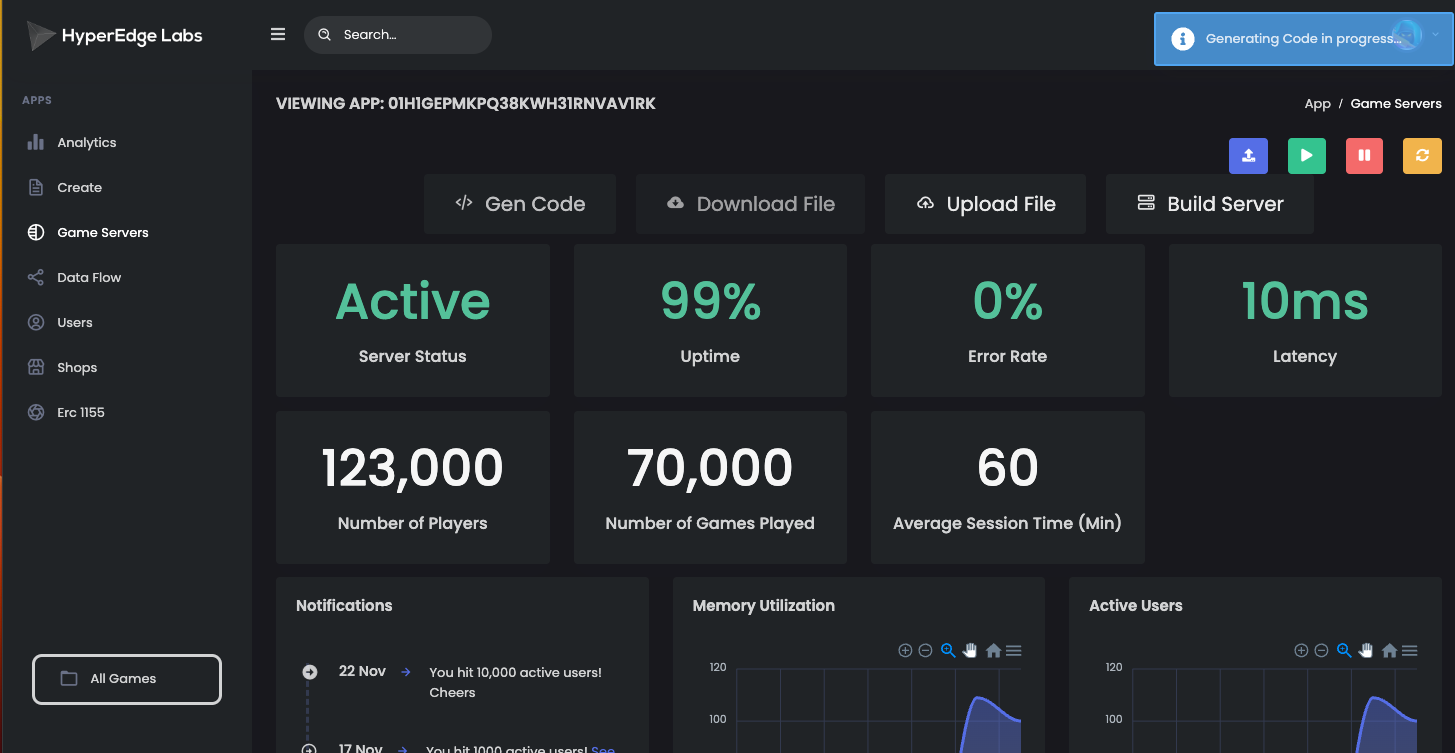 HyperEdge Labs
Search...
Generating Code in progress...
APPS
Analytics
Create
Game Servers
Data Flow
Users
Shops
Erc 1155
All Games
VIEWING APP: 01H1GEPMKPQ38KWH31RNVAV1RK
App / Game Servers
Gen Code
Download File
Upload File
Build Server
Active
Server Status
99%
Uptime
0%
Error Rate
10ms
Latency
123,000
Number of Players
70,000
Number of Games Played
60
Average Session Time (Min)
Notifications
22 Nov
You hit 10,000 active users!
Cheers
17 Nov
You hit 1000 active users! See
Memory Utilization
120
100
Active Users
120
100